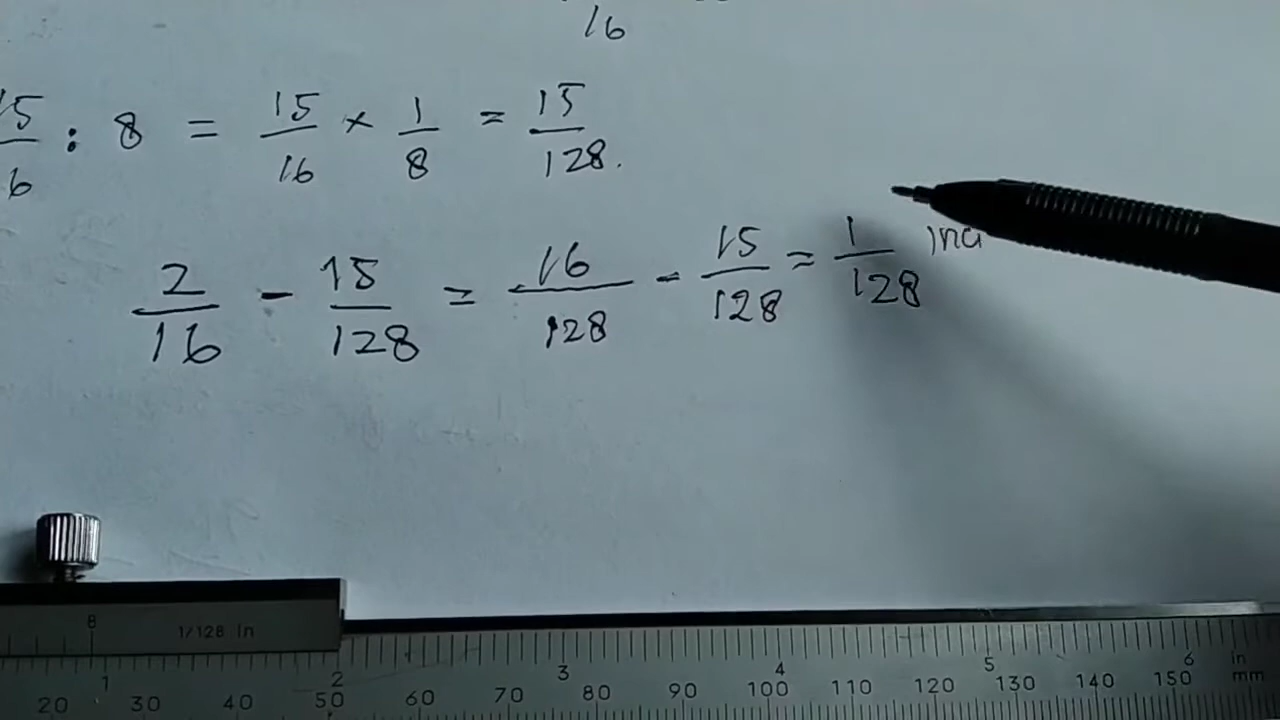 16
15/6 : 8 = 15/16 × 1/8 = 15/128.
2/16 - 15/128 = 16/128 - 15/128 = 1/128
8 1/128 in
1 2 3 4 5 6 in
20 30 40 50 60 70 80 90 100 110 120 130 140 150 mm